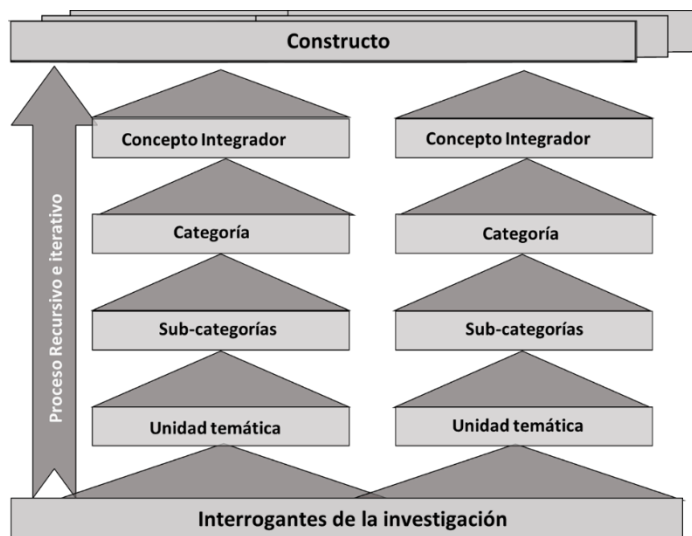 Constructo
Concepto Integrador
Concepto Integrador
Categoría
Categoría
Sub-categorías
Sub-categorías
Unidad temática
Unidad temática
Proceso Recursivo e iterativo
Interrogantes de la investigación